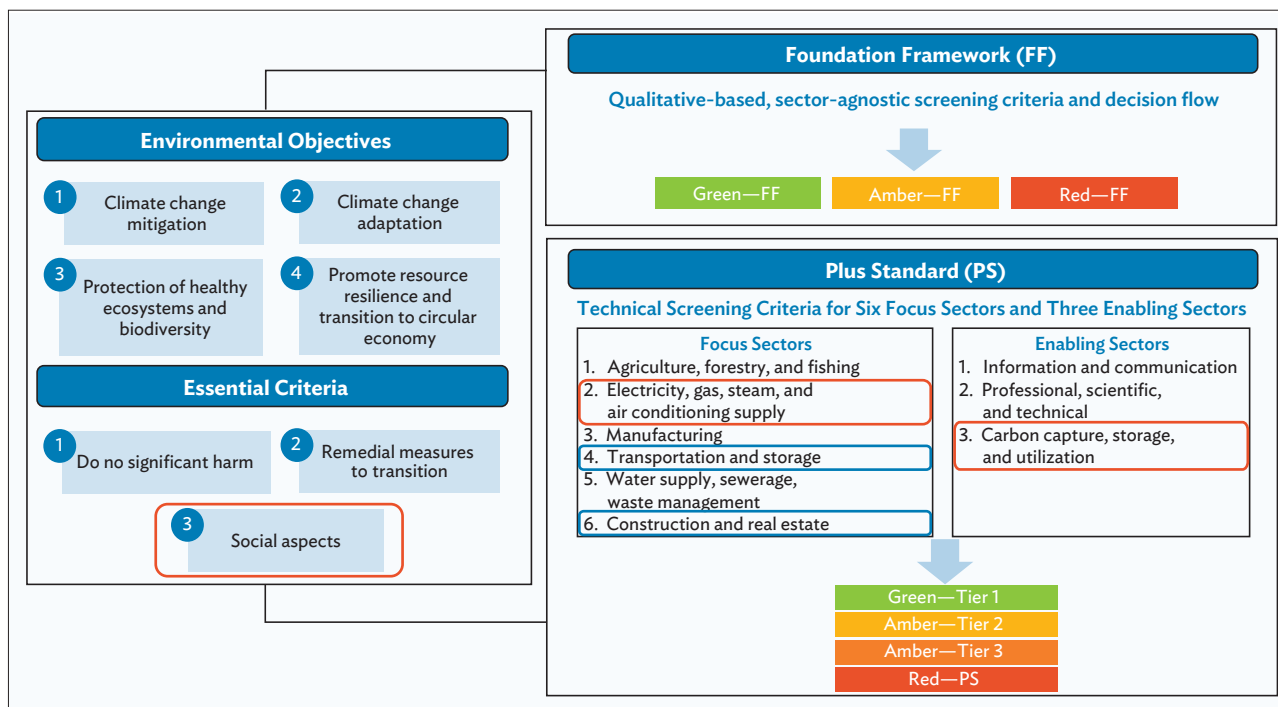 Environmental Objectives
1
Climate change
mitigation
2
Climate change
adaptation
3
Protection of healthy
ecosystems and
biodiversity
4
Promote resource
resilience and
transition to circular
economy
Essential Criteria
1
Do no significant harm
2
Remedial measures
to transition
3
Social aspects
Foundation Framework (FF)
Qualitative-based, sector-agnostic screening criteria and decision flow
Green—FF
Amber—FF
Red—FF
Plus Standard (PS)
Technical Screening Criteria for Six Focus Sectors and Three Enabling Sectors
Focus Sectors
1. Agriculture, forestry, and fishing
2. Electricity, gas, steam, and
air conditioning supply
3. Manufacturing
4. Transportation and storage
5. Water supply, sewerage,
waste management
6. Construction and real estate
Enabling Sectors
1. Information and communication
2. Professional, scientific,
and technical
3. Carbon capture, storage,
and utilization
Green—Tier 1
Amber—Tier 2
Amber—Tier 3
Red—PS